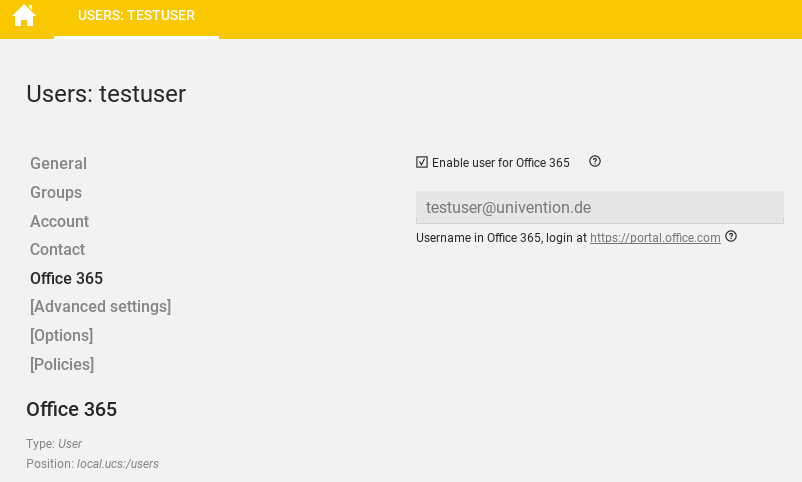 USERS: TESTUSER
Users: testuser
General
Groups
Account
Contact
Office 365
[Advanced settings]
[Options]
[Policies]
Office 365
Type: User
Position: local.ucs:/users
Enable user for Office 365
testuser@univention.de
Username in Office 365, login at https://portal.office.com